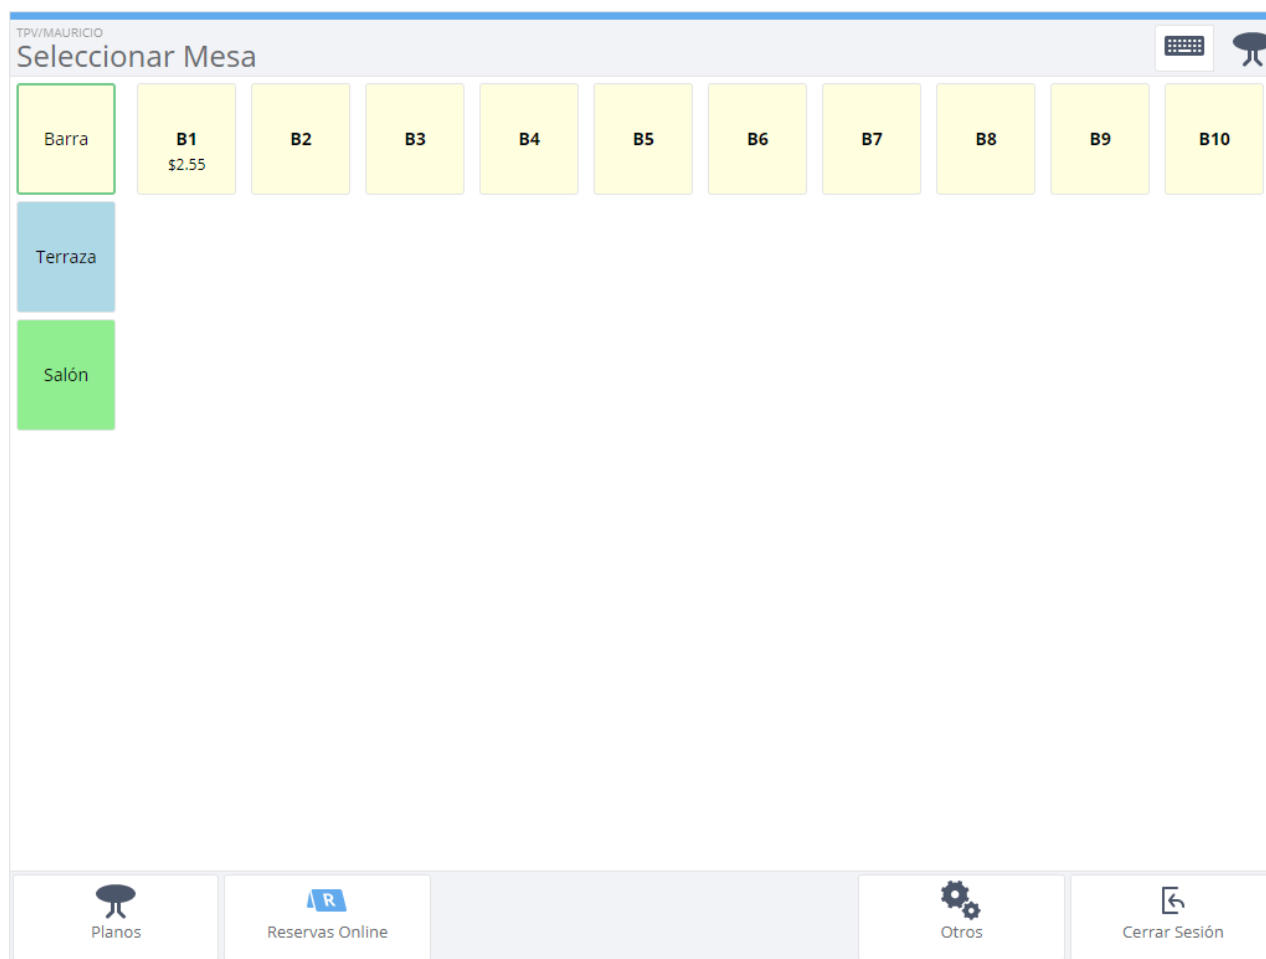 TPV/MAURICIO
Seleccionar Mesa
Barra
B1
$2.55
B2
B3
B4
B5
B6
B7
B8
B9
B10
Terraza
Salón
Planos
R
Reservas Online
Otros
Cerrar Sesión